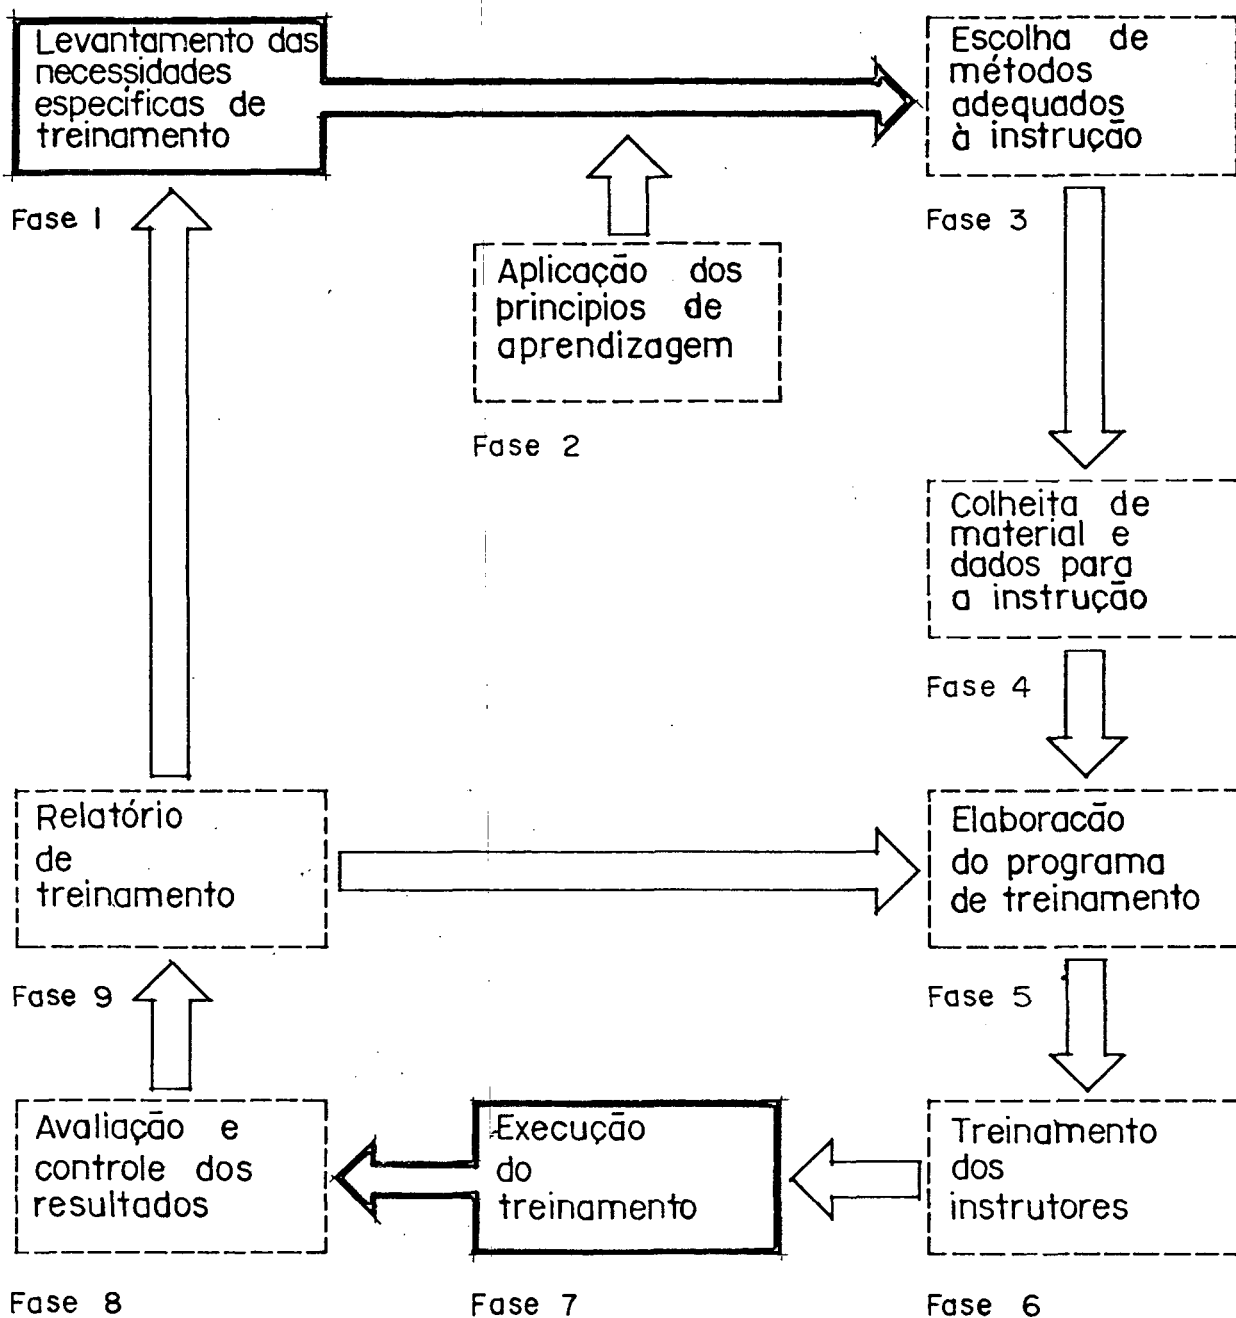 Levantamento das
necessidades
específicas de
treinamento
Fase 1
Aplicação dos
principios de
aprendizagem
Fase 2
Escolha de
métodos
adequados
à instrução
Fase 3
Colheita de
material e
dados para
a instrução
Fase 4
Elaboracão
do programa
de treinamento
Fase 5
Treinamento
dos
instrutores
Fase 6
Execução
do
treinamento
Fase 7
Avaliação e
controle dos
resultados
Fase 8
Relatório
de
treinamento
Fase 9